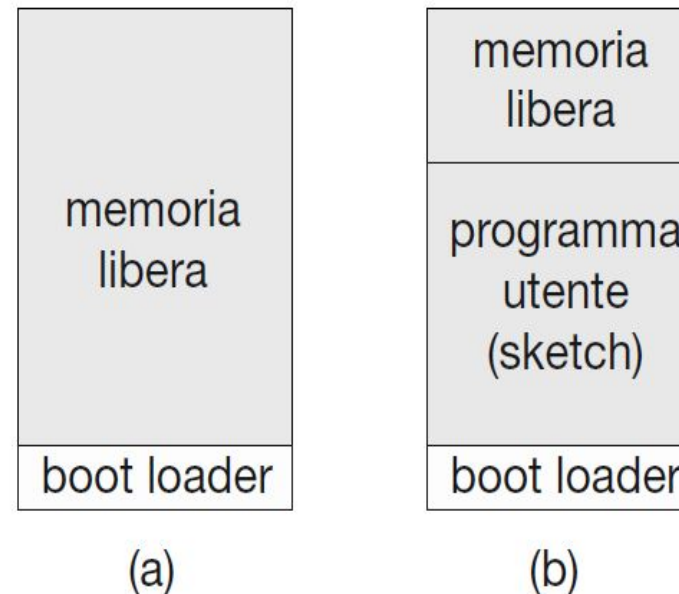 memoria
libera
boot loader
(a)
memoria
libera
programma
utente
(sketch)
boot loader
(b)